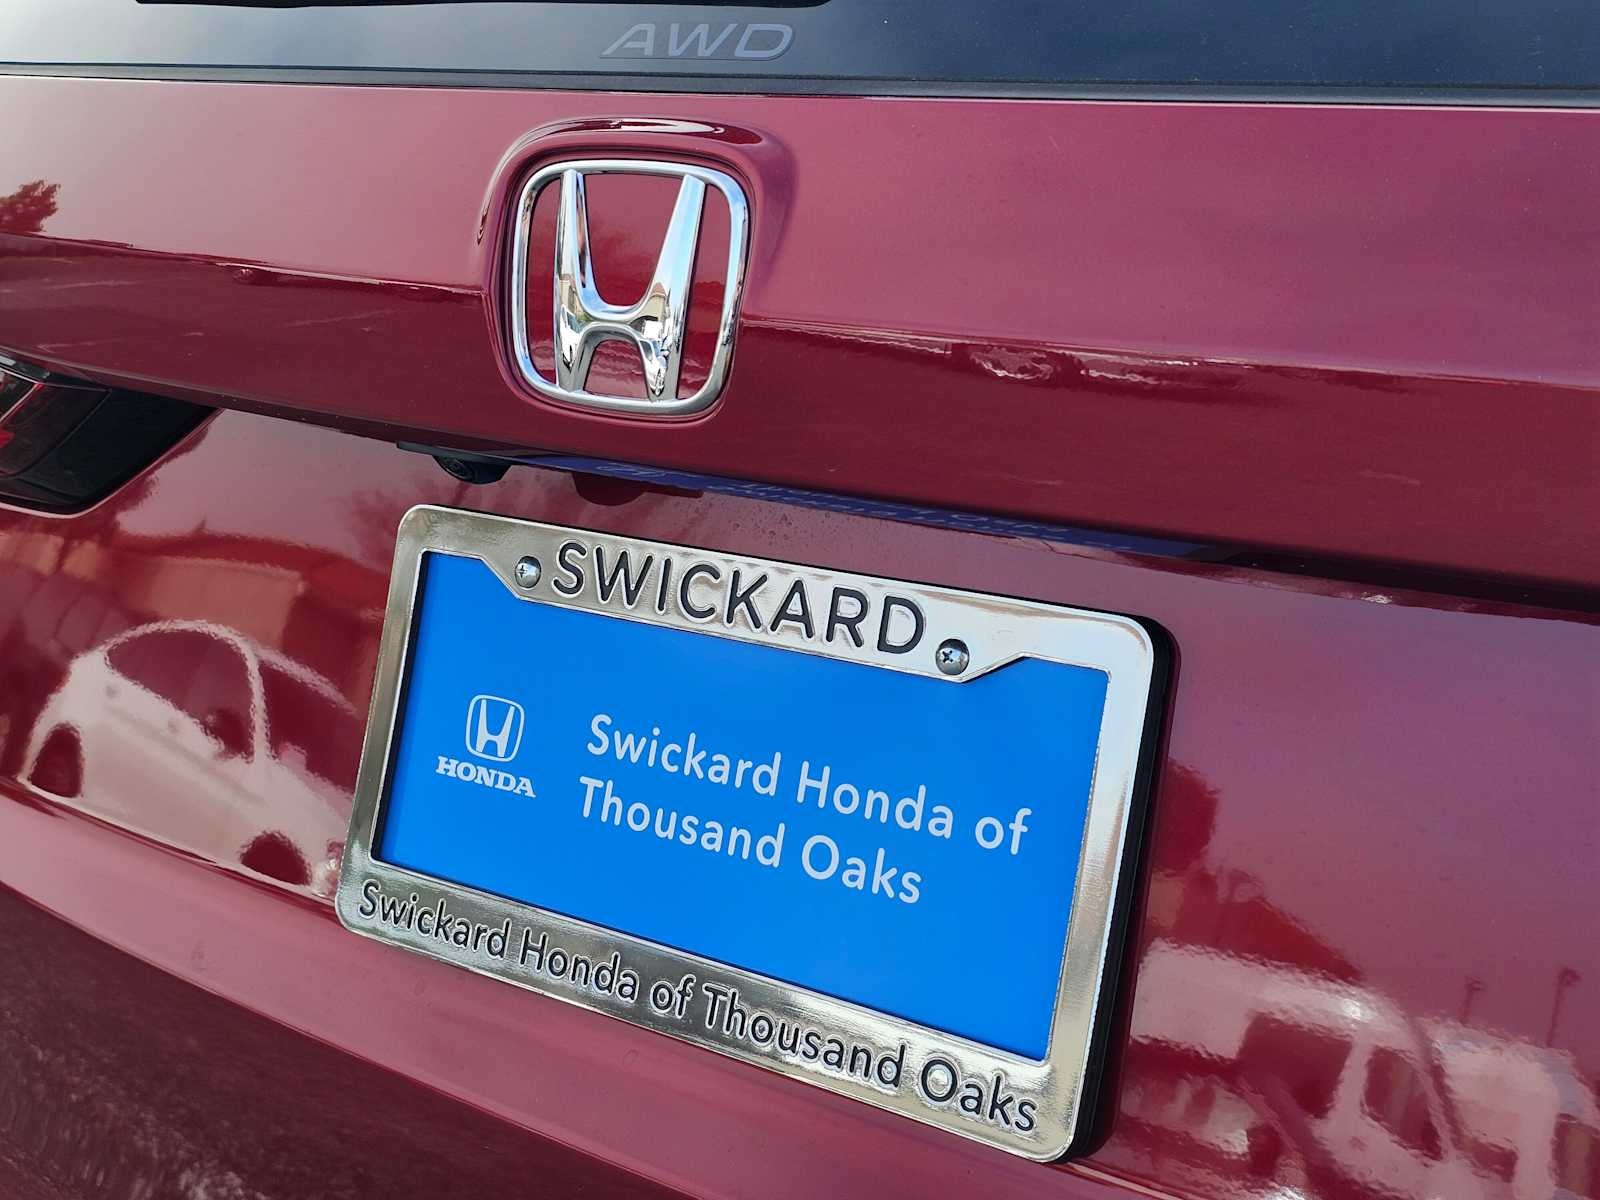 AWD
SWICKARD
HONDA
Swickard Honda of
Thousand Oaks
Swickard Honda of Thousand Oaks